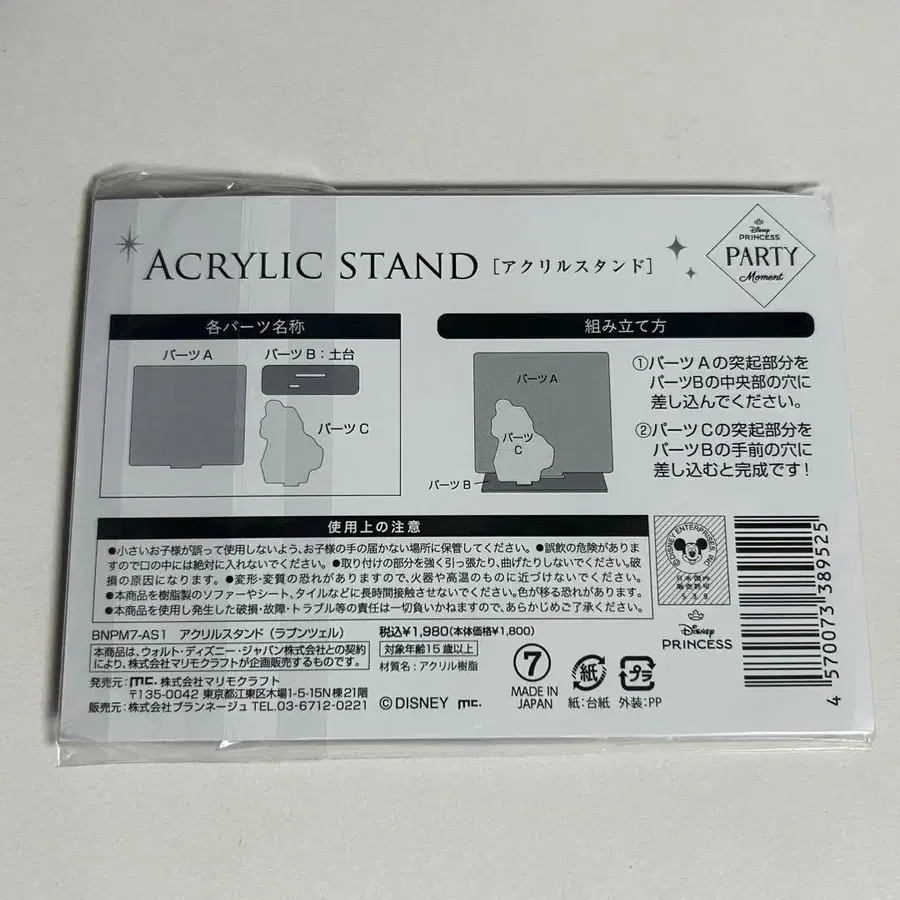 ACRYLIC STAND [アクリルスタンド]
Disney
PRINCESS
PARTY
Moment
各パーツ名称
パーツA
パーツB：土台
パーツC
組み立て方
パーツA
パーツ
C
パーツB
①パーツAの突起部分を
パーツBの中央部の穴に
差し込んでください。
②パーツCの突起部分を
パーツBの手前の穴に
差し込むと完成です！
使用上の注意
●小さいお子様が誤って使用しないよう、お子様の手の届かない場所に保管してください。●誤飲の危険がありま
すので口の中には絶対に入れないでください。●取り付けの部分を強く引っ張たり、曲げたりしないでください。破
損の原因になります。●変形・変質の恐れがありますので、火器や高温のものに近づけないでください。
●本商品を樹脂製のソファーやシート、タイルなどに長時間接触させないでください。色が移る恐れがあります。
●本商品を使用し発生した破損・故障・トラブル等の責任は一切負いかねますので、あらかじめご了承ください。
©DISNEY ENTERPRISES, INC.
日本国内
販売許可
Disney
PRINCESS
4570073389525
BNPM7-AS1 アクリルスタンド（ラプンツェル）
税込¥1,980(本体価格¥1,800)
本商品は、ウォルト・ディズニー・ジャパン株式会社との契約
により、株式会社マリモクラフトが企画販売するものです。
対象年齢15歳以上
材質名：アクリル樹脂
発売元：mc. 株式会社マリモクラフト
〒135-0042 東京都江東区木場1-5-15N棟21階
販売元：株式会社ブランネージュ TEL.03-6712-0221
©DISNEY mc.
7
MADE IN
JAPAN
紙
紙：台紙
プラ
外装：PP